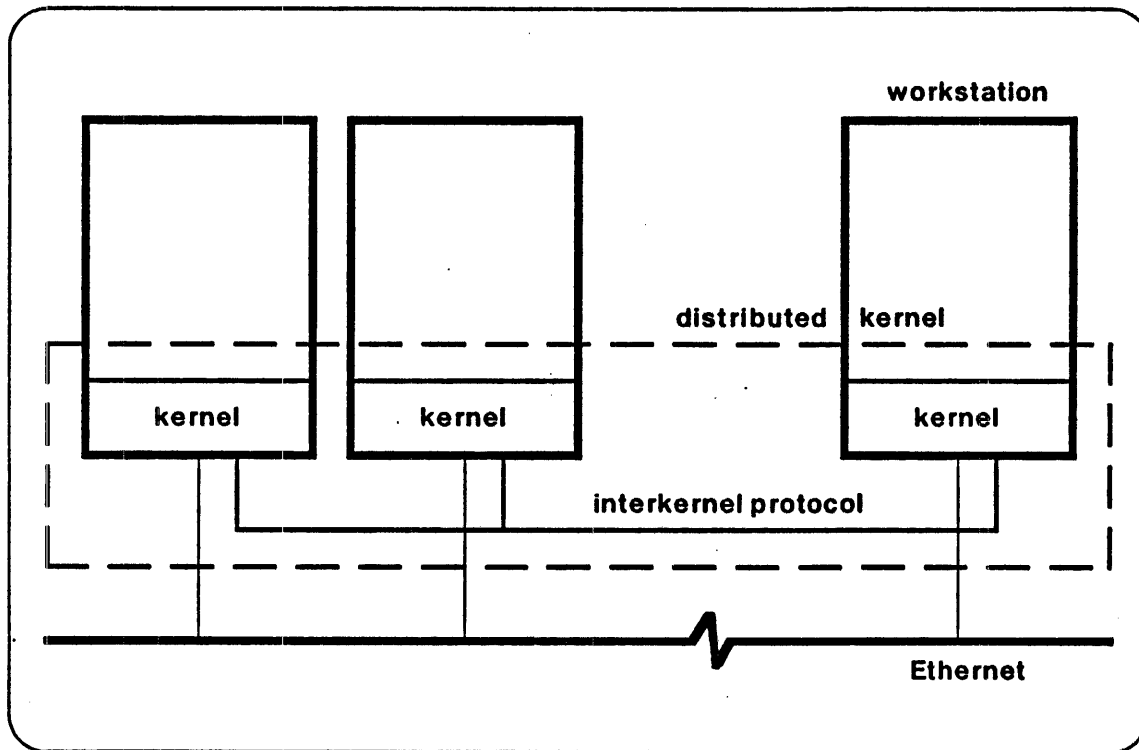 workstation
distributed kernel
kernel kernel kernel
interkernel protocol
Ethernet